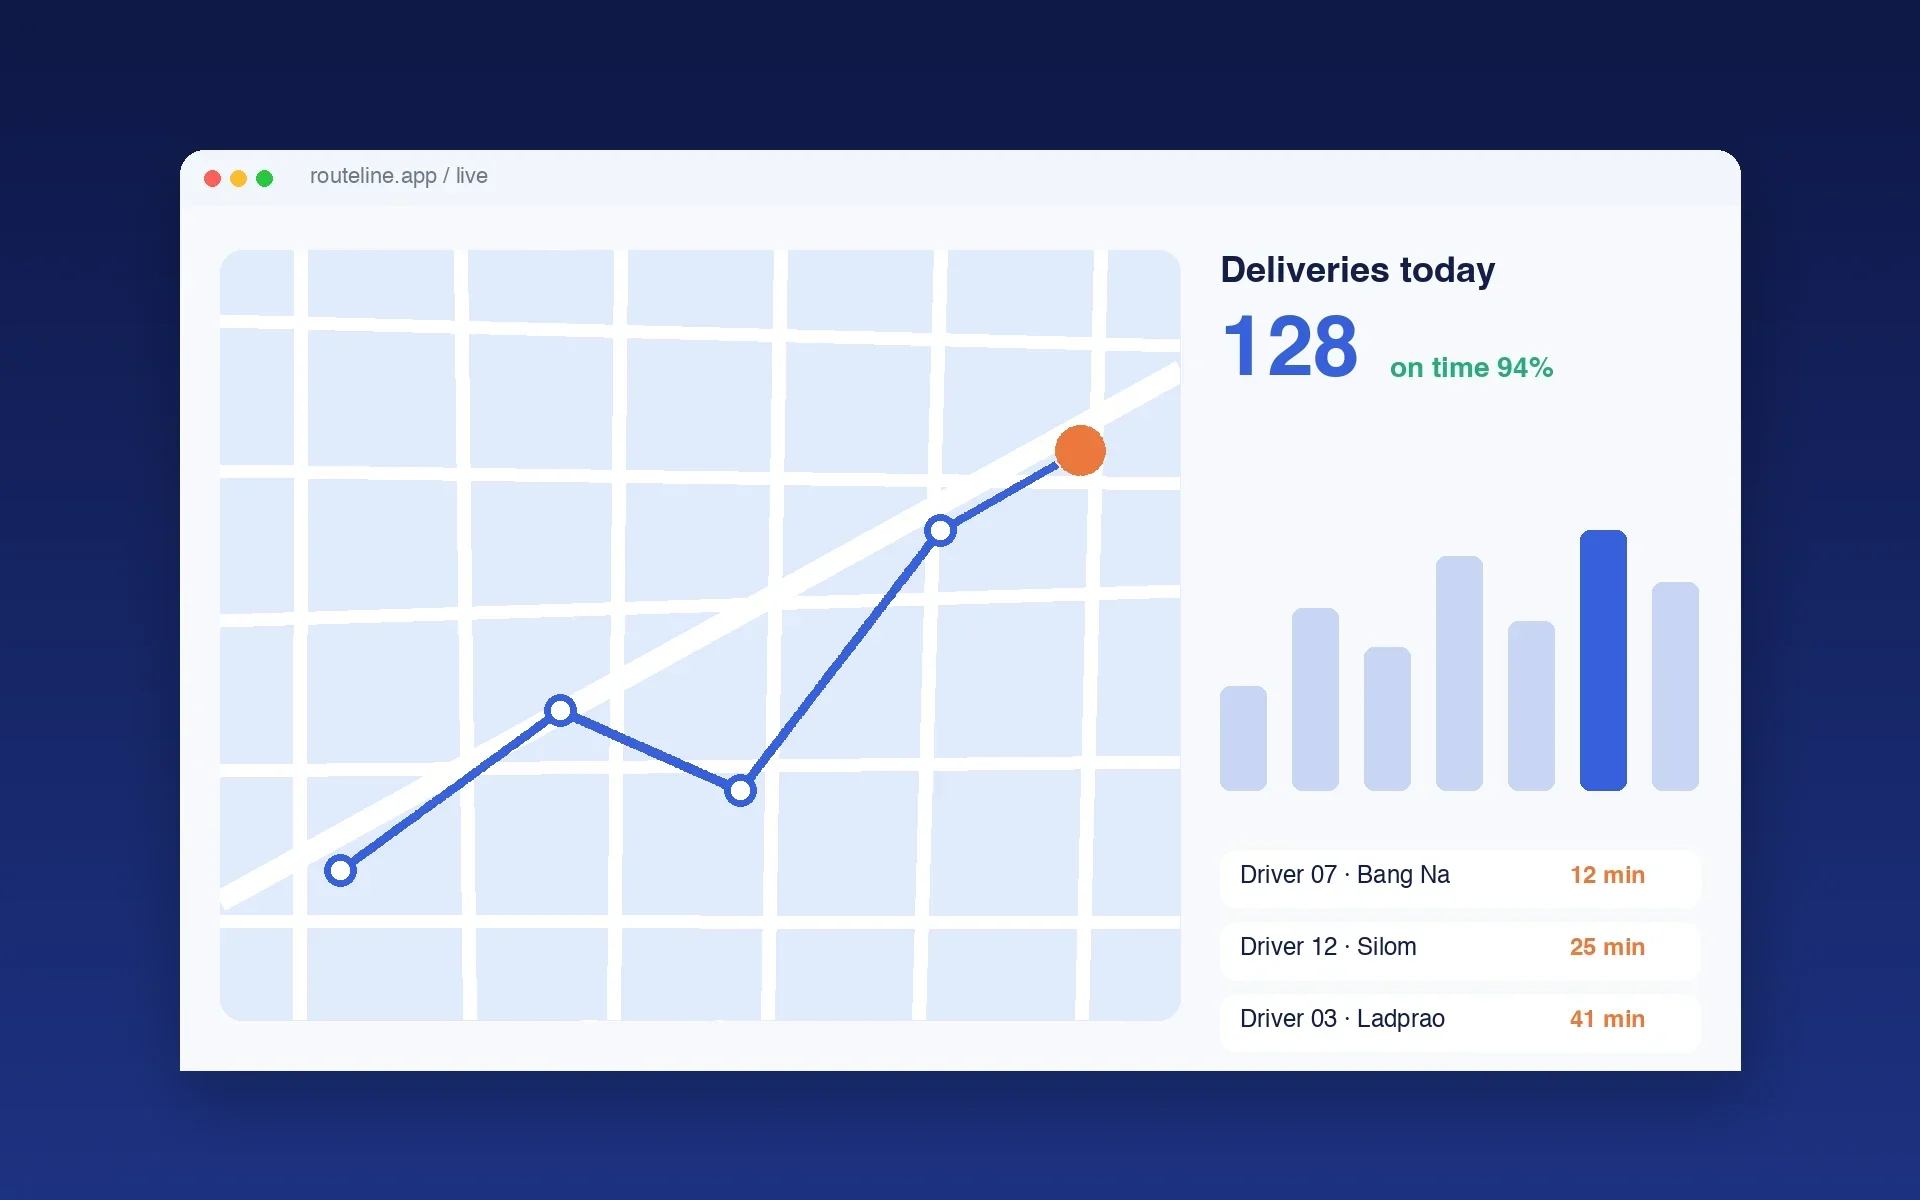 routeline.app / live
Deliveries today
128 on time 94%
Driver 07 · Bang Na 12 min
Driver 12 · Silom 25 min
Driver 03 · Ladprao 41 min